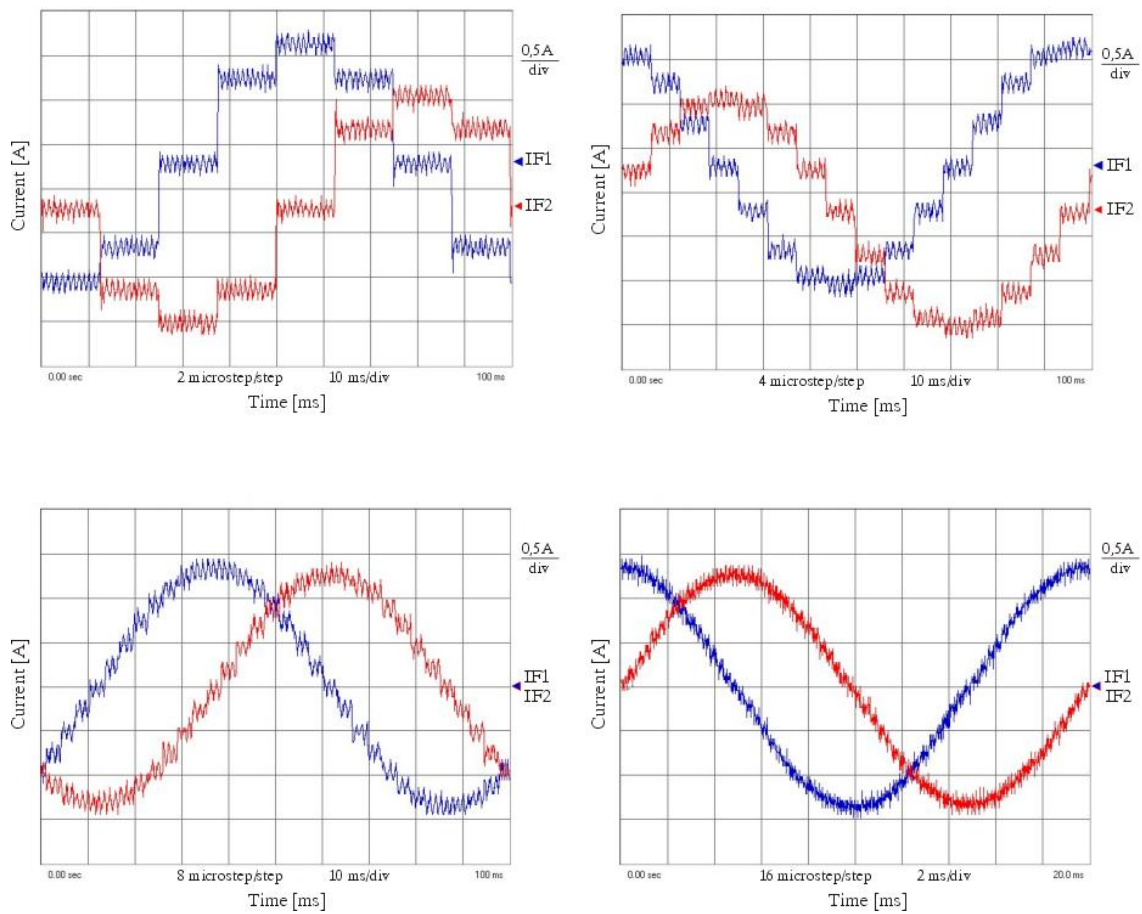 0,5A
div
Current [A]
IF1
IF2
0.00 sec 2 microstep/step 10 ms/div 100 ms
Time [ms]
0,5A
div
Current [A]
IF1
IF2
0.00 sec 4 microstep/step 10 ms/div 100 ms
Time [ms]
0,5A
div
Current [A]
IF1
IF2
0.00 sec 8 microstep/step 10 ms/div 100 ms
Time [ms]
0,5A
div
Current [A]
IF1
IF2
0.00 sec 16 microstep/step 2 ms/div 20.0 ms
Time [ms]